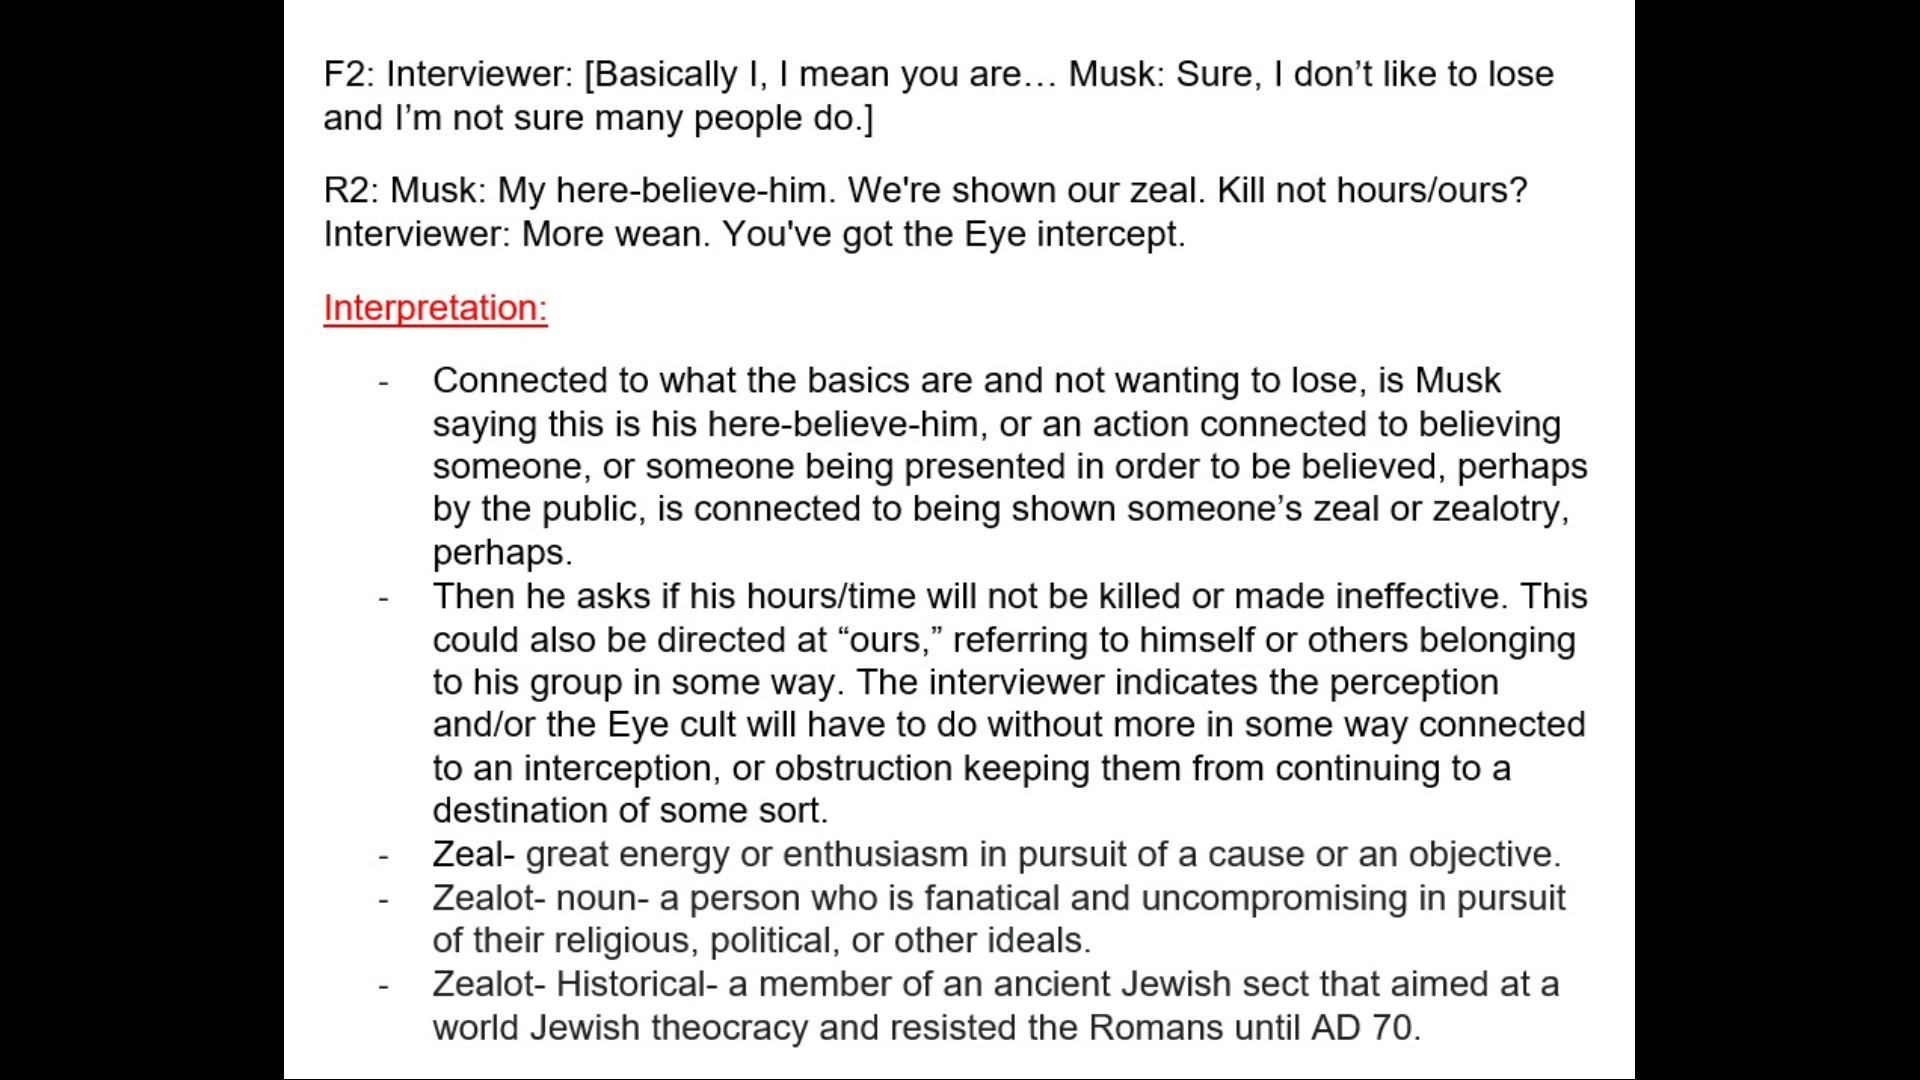 F2: Interviewer: [Basically I, I mean you are… Musk: Sure, I don’t like to lose
and I’m not sure many people do.]
R2: Musk: My here-believe-him. We're shown our zeal. Kill not hours/ours?
Interviewer: More wean. You've got the Eye intercept.
Interpretation:
- Connected to what the basics are and not wanting to lose, is Musk
saying this is his here-believe-him, or an action connected to believing
someone, or someone being presented in order to be believed, perhaps
by the public, is connected to being shown someone’s zeal or zealotry,
perhaps.
- Then he asks if his hours/time will not be killed or made ineffective. This
could also be directed at “ours,” referring to himself or others belonging
to his group in some way. The interviewer indicates the perception
and/or the Eye cult will have to do without more in some way connected
to an interception, or obstruction keeping them from continuing to a
destination of some sort.
- Zeal- great energy or enthusiasm in pursuit of a cause or an objective.
- Zealot- noun- a person who is fanatical and uncompromising in pursuit
of their religious, political, or other ideals.
- Zealot- Historical- a member of an ancient Jewish sect that aimed at a
world Jewish theocracy and resisted the Romans until AD 70.